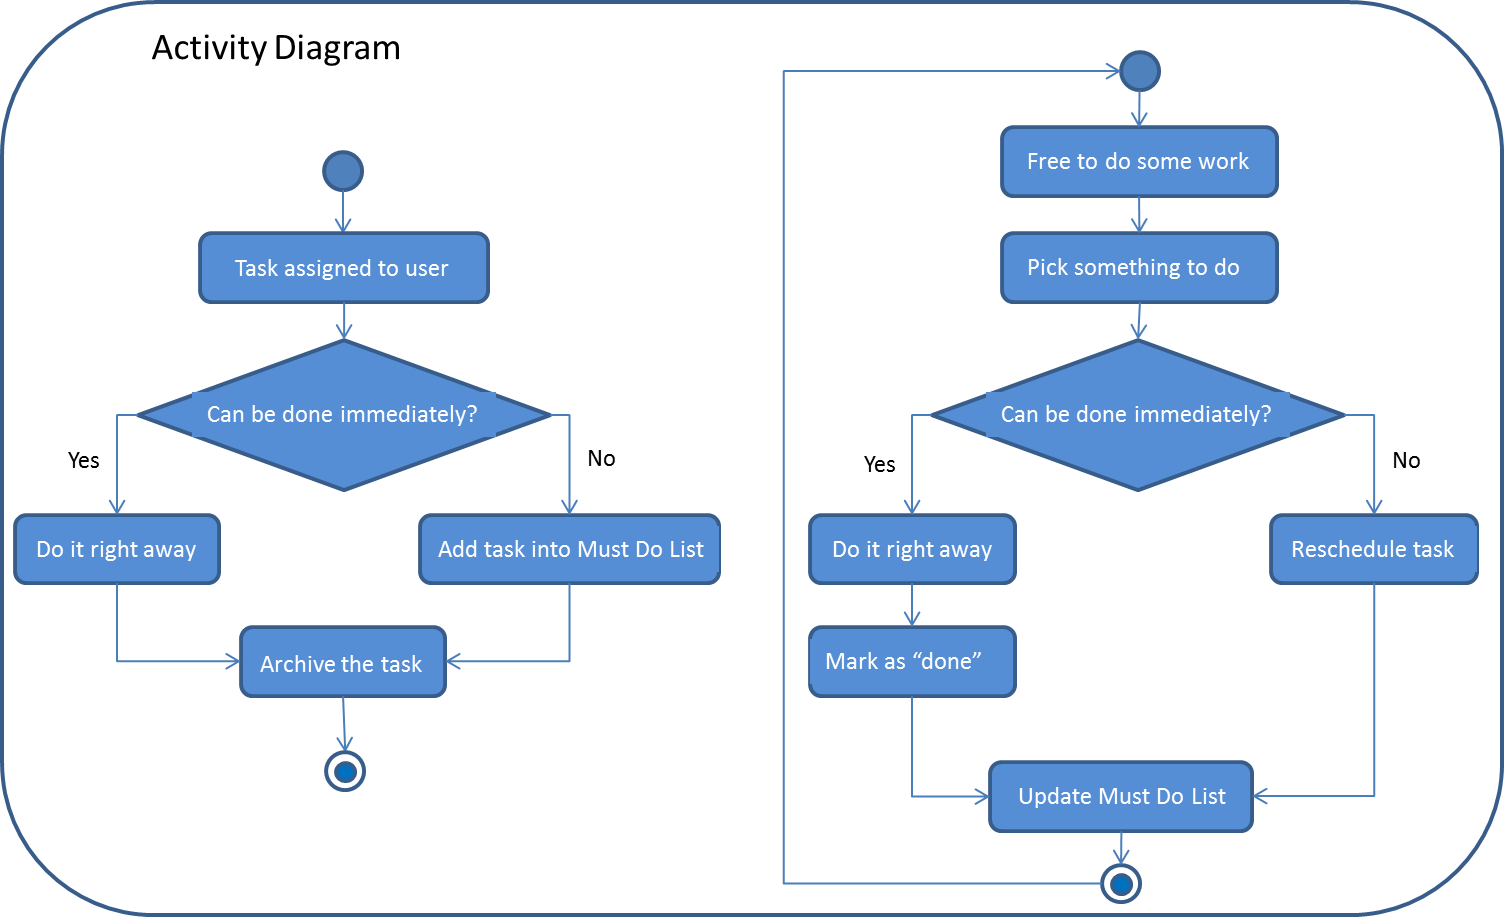 Activity Diagram
Task assigned to user
Can be done immediately?
Yes
No
Do it right away
Add task into Must Do List
Archive the task
Free to do some work
Pick something to do
Can be done immediately?
Yes
No
Do it right away
Reschedule task
Mark as “done”
Update Must Do List